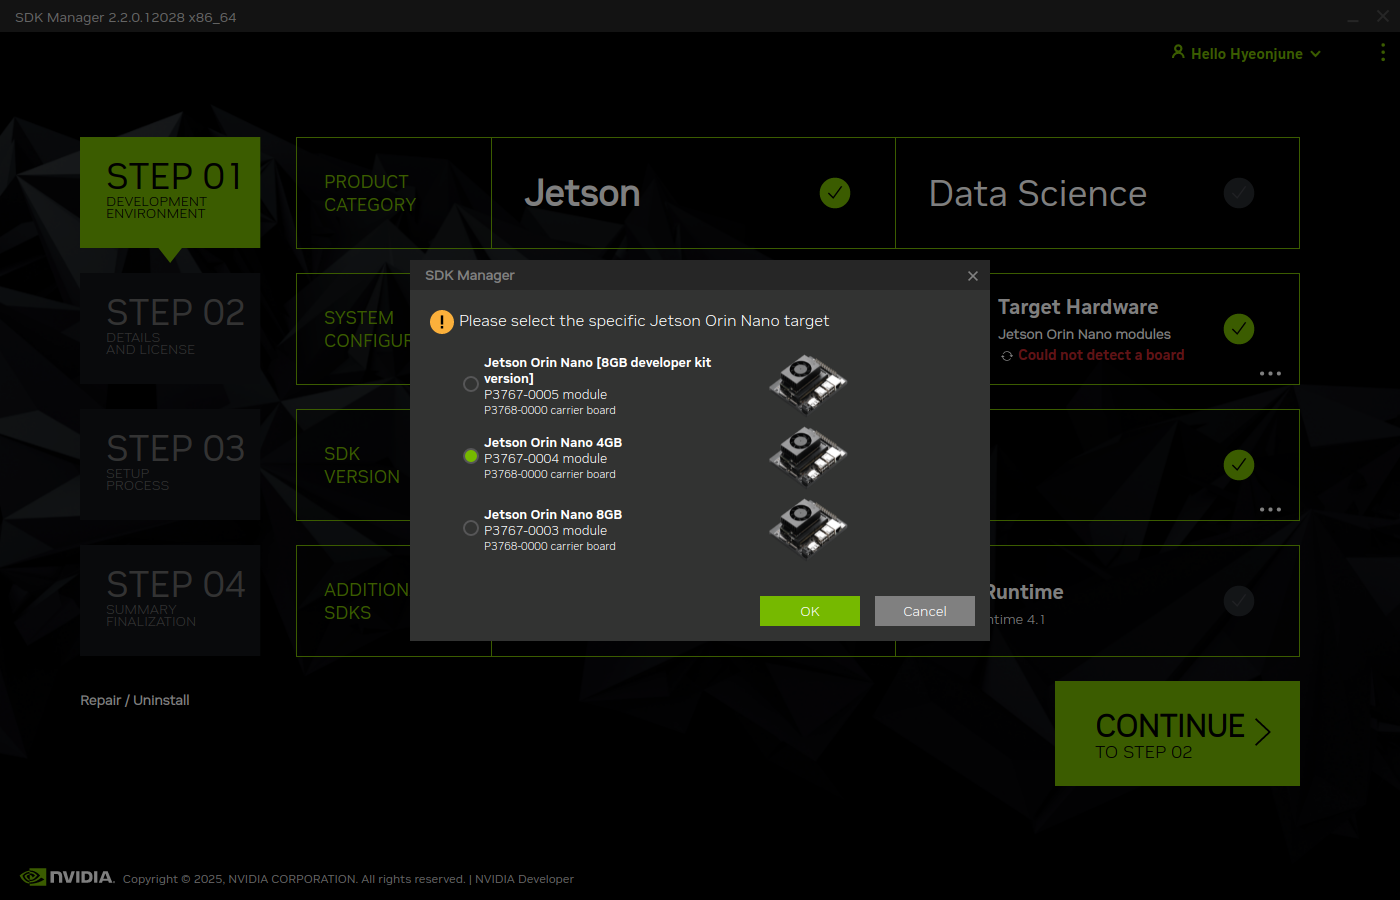 SDK Manager 2.2.0.12028 x86_64
Hello Hyeonjune
STEP 01
DEVELOPMENT
ENVIRONMENT
PRODUCT
CATEGORY
Jetson
Data Science
STEP 02
DETAILS
AND LICENSE
SYSTEM
CONFIGUR
Target Hardware
Jetson Orin Nano modules
Could not detect a board
SDK Manager
Please select the specific Jetson Orin Nano target
Jetson Orin Nano [8GB developer kit
version]
P3767-0005 module
P3768-0000 carrier board
Jetson Orin Nano 4GB
P3767-0004 module
P3768-0000 carrier board
Jetson Orin Nano 8GB
P3767-0003 module
P3768-0000 carrier board
OK
Cancel
STEP 03
SETUP
PROCESS
SDK
VERSION
STEP 04
SUMMARY
FINALIZATION
ADDITION
SDKS
Runtime
ntime 4.1
Repair / Uninstall
CONTINUE
TO STEP 02
NVIDIA. Copyright © 2025, NVIDIA CORPORATION. All rights reserved. | NVIDIA Developer